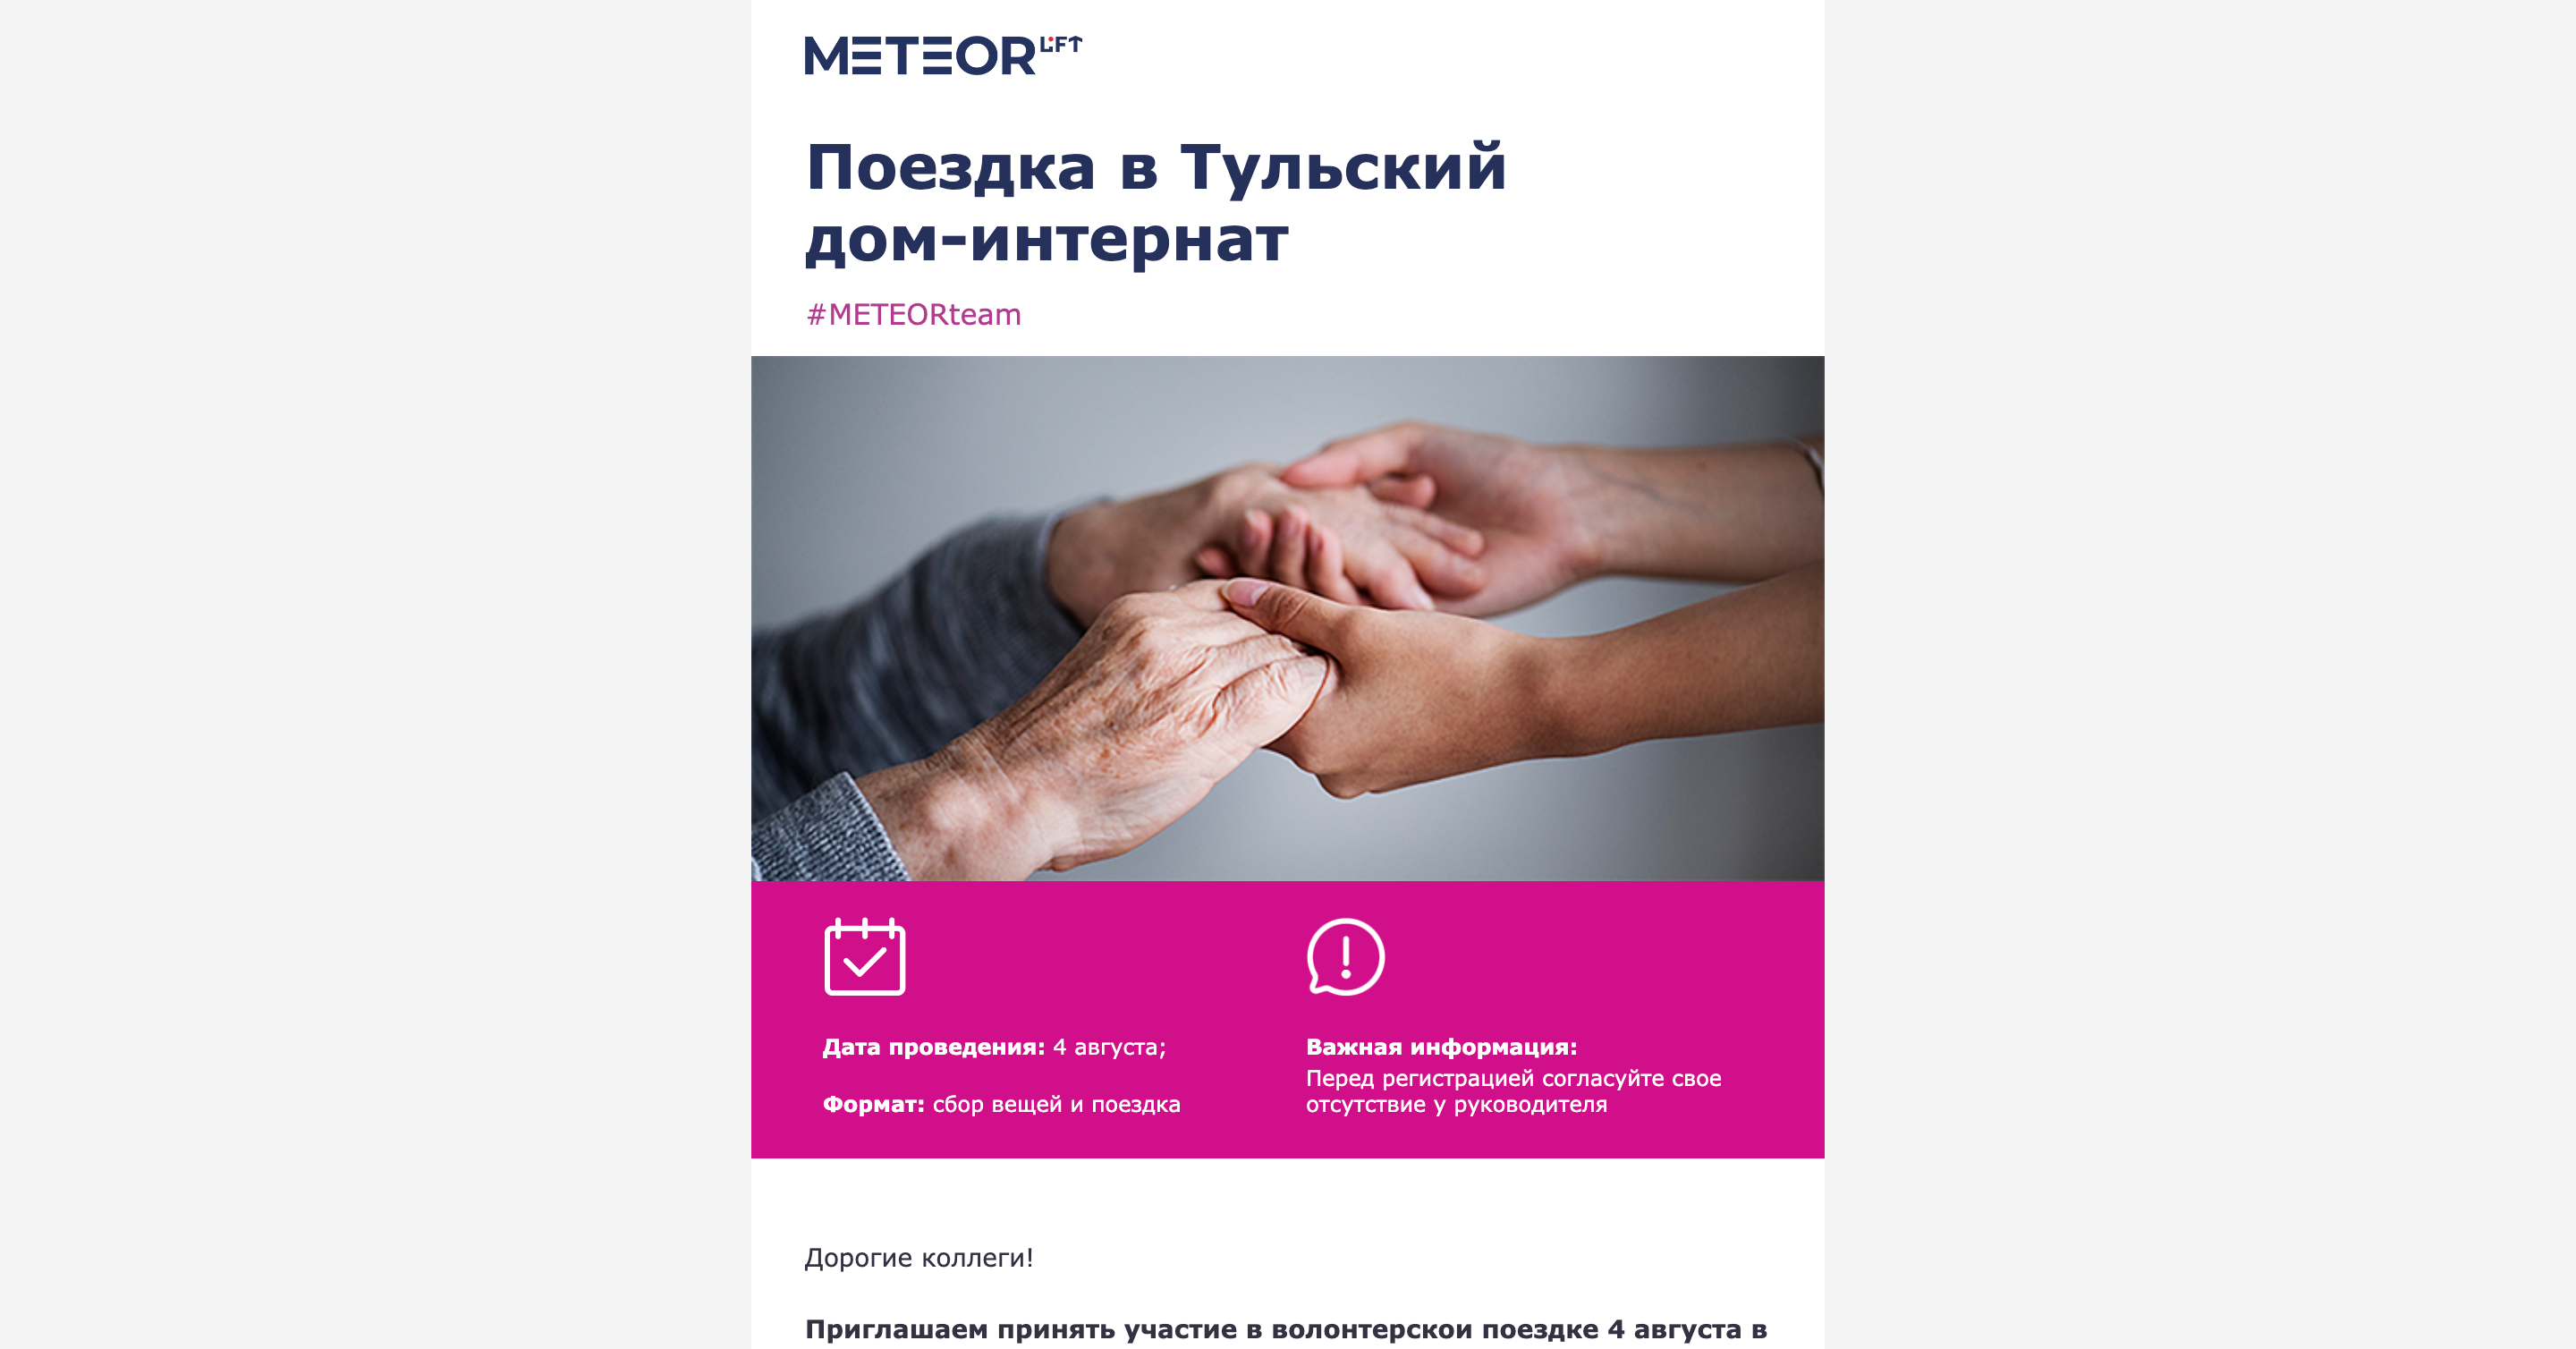 METEOR LIFT
Поездка в Тульский
дом-интернат
#METEORteam
Дата проведения: 4 августа;
Формат: сбор вещей и поездка
Важная информация:
Перед регистрацией согласуйте свое
отсутствие у руководителя
Дорогие коллеги!
Приглашаем принять участие в волонтерской поездке 4 августа в